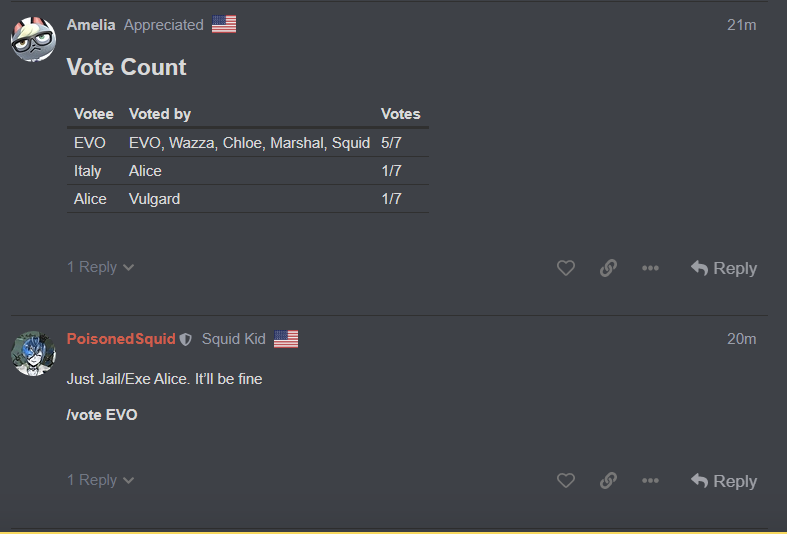 Amelia Appreciated 21m
Vote Count
Votee Voted by Votes
EVO EVO, Wazza, Chloe, Marshal, Squid 5/7
Italy Alice 1/7
Alice Vulgard 1/7
1 Reply Reply
PoisonedSquid Squid Kid 20m
Just Jail/Exe Alice. It'll be fine
/vote EVO
1 Reply Reply